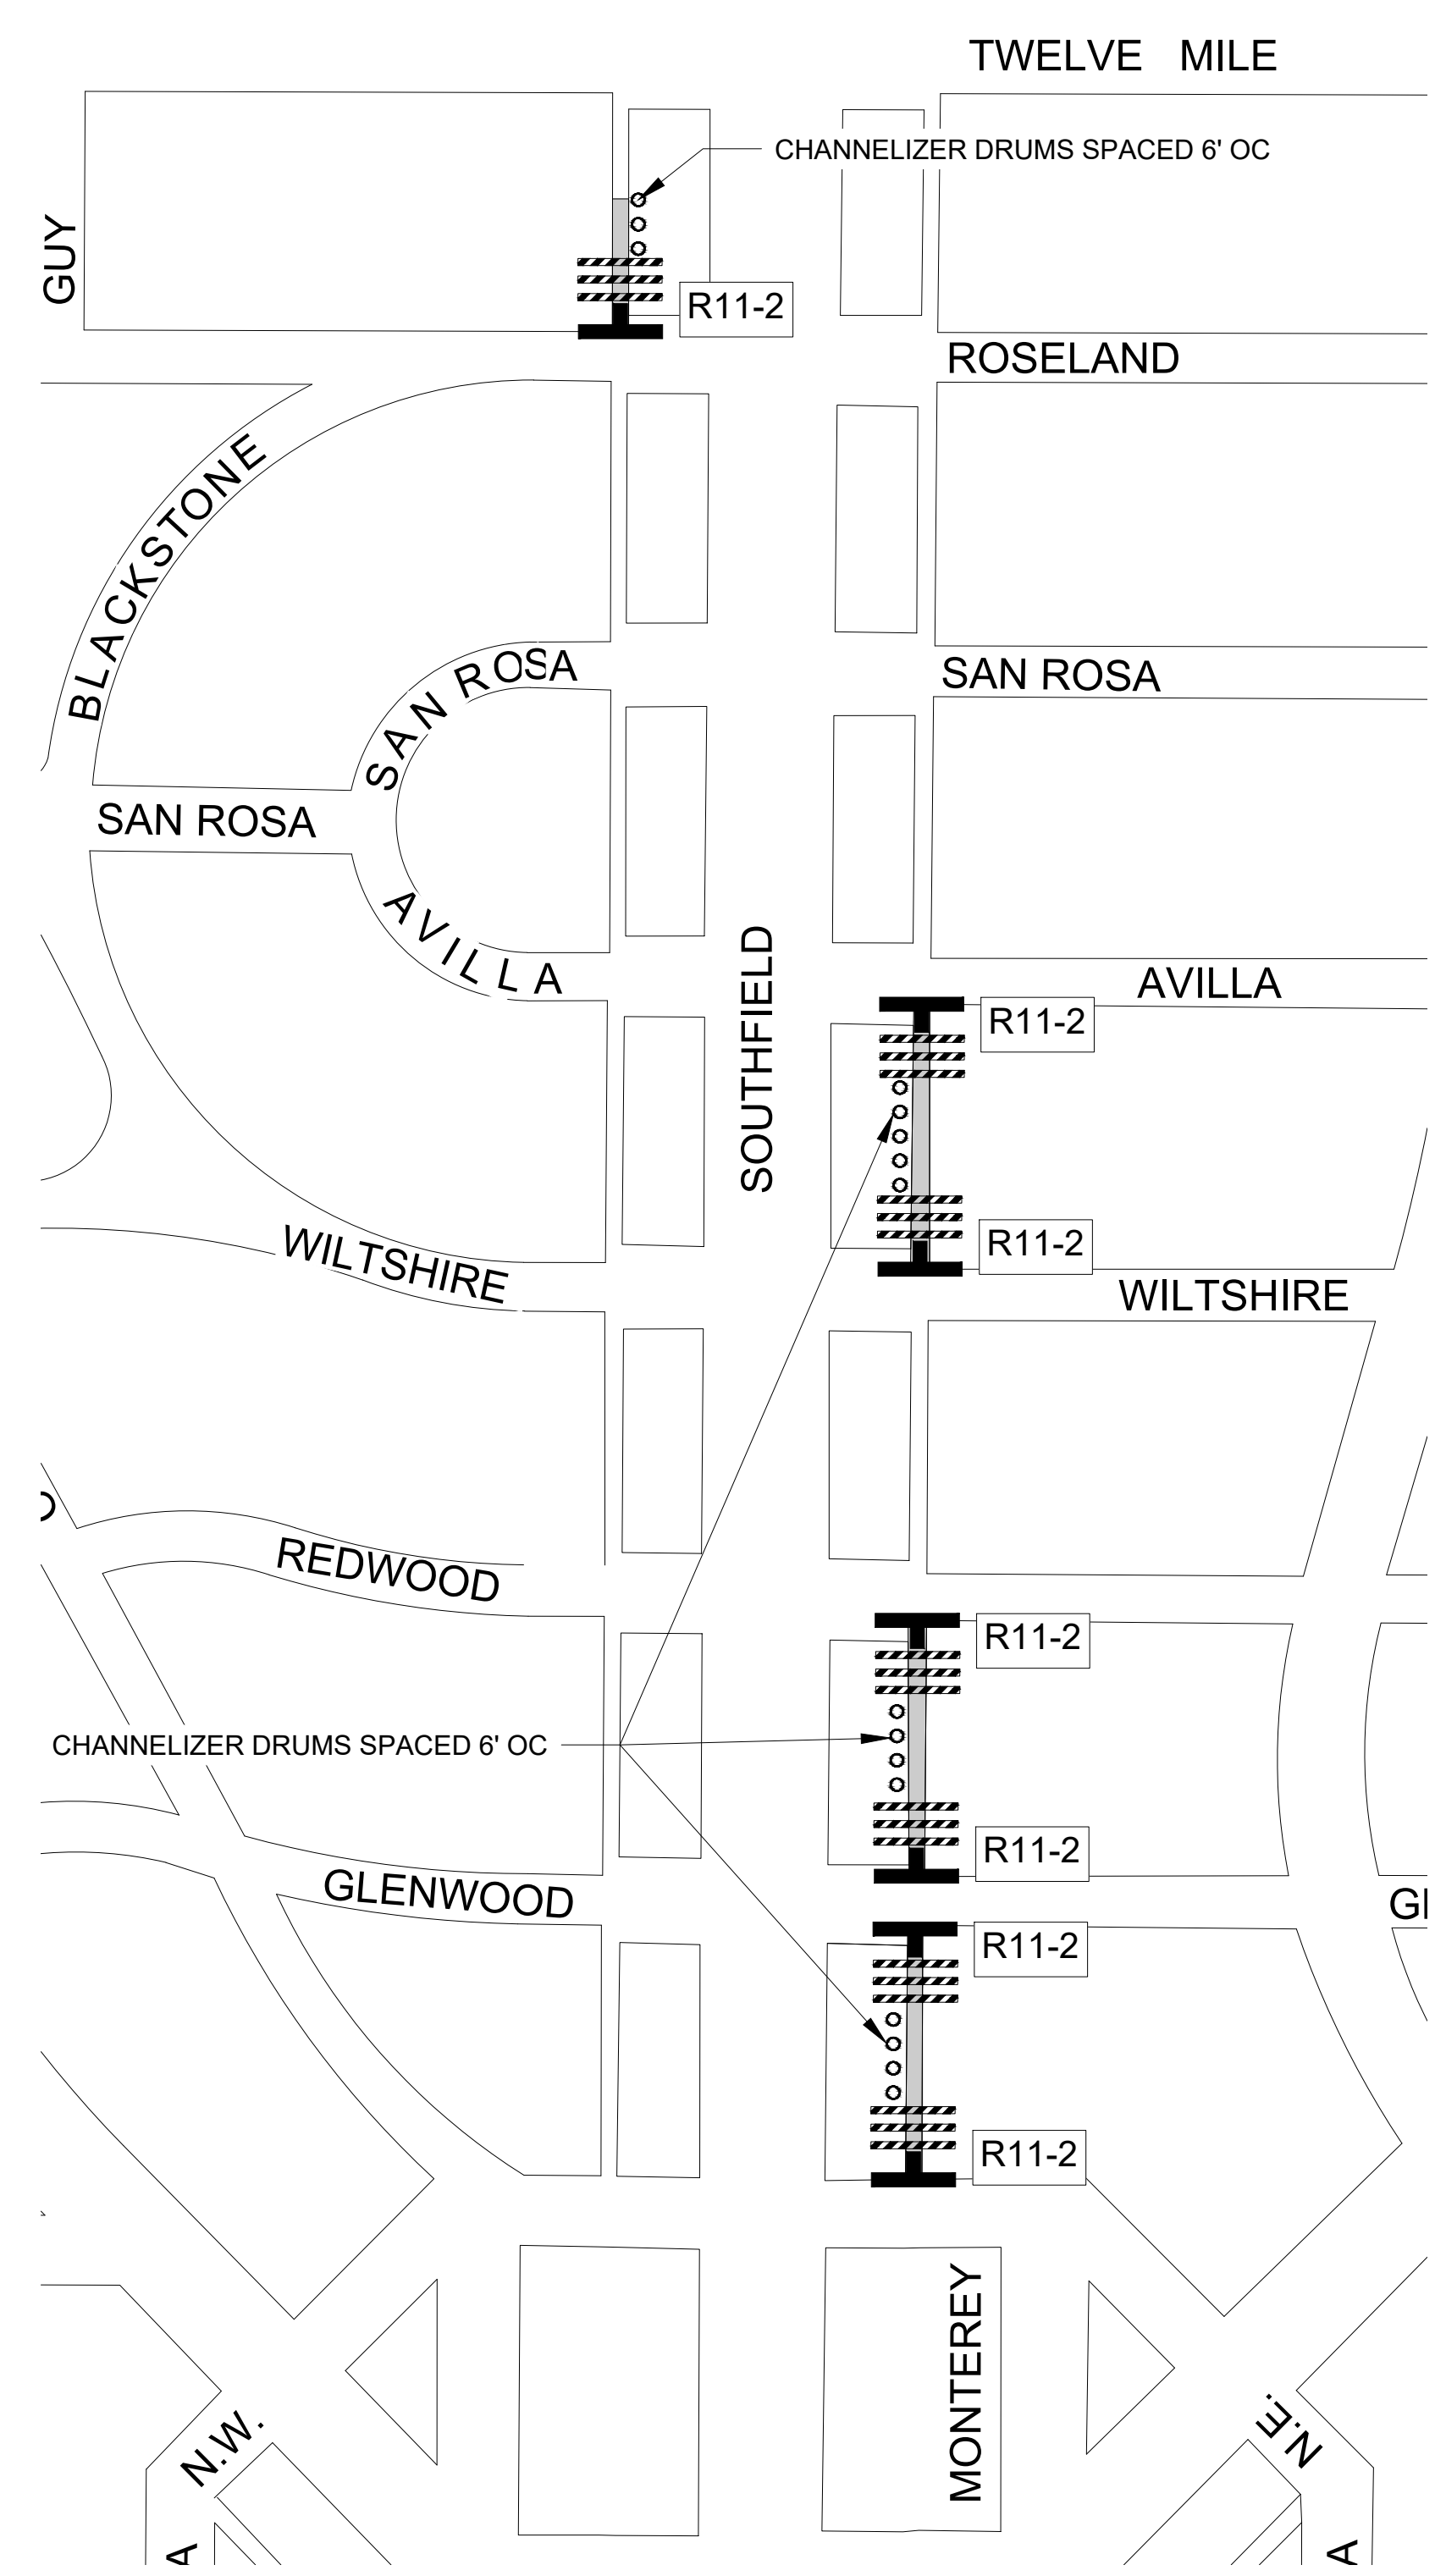 TWELVE MILE
CHANNELIZER DRUMS SPACED 6' OC
GUY
R11-2
ROSELAND
BLACKSTONE
SAN ROSA
SAN ROSA
SAN ROSA
AVILLA
SOUTHFIELD
AVILLA
R11-2
R11-2
WILTSHIRE
WILTSHIRE
REDWOOD
R11-2
CHANNELIZER DRUMS SPACED 6' OC
R11-2
GLENWOOD
R11-2
R11-2
MONTEREY
N.W.
N.E.
A
A